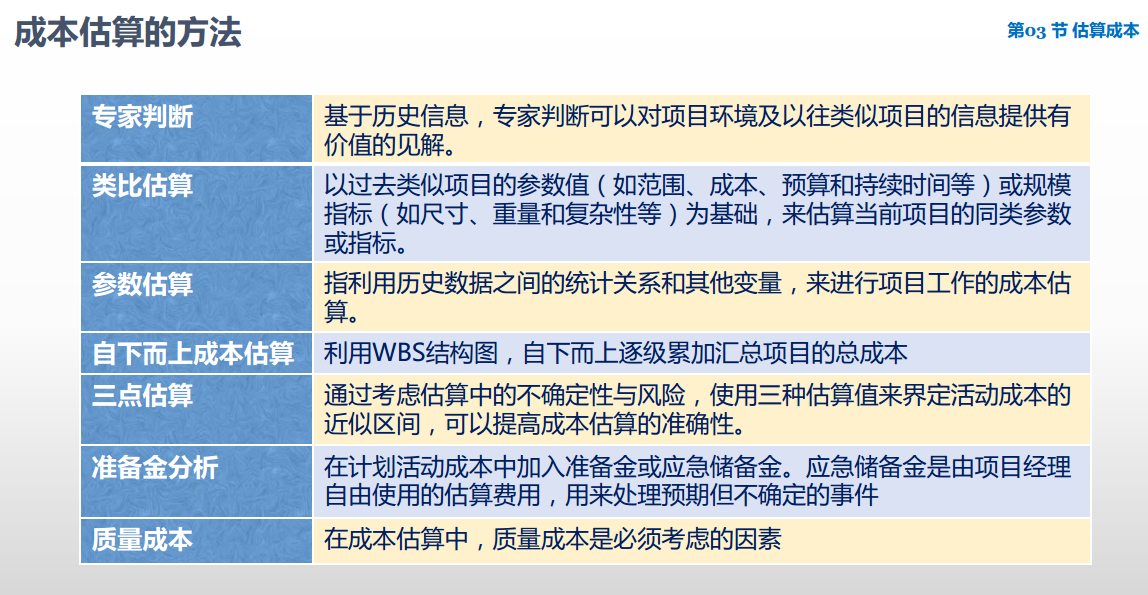 成本估算的方法
第03 节 估算成本
专家判断
基于历史信息，专家判断可以对项目环境及以往类似项目的信息提供有
价值的见解。
类比估算
以过去类似项目的参数值（如范围、成本、预算和持续时间等）或规模
指标（如尺寸、重量和复杂性等）为基础，来估算当前项目的同类参数
或指标。
参数估算
指利用历史数据之间的统计关系和其他变量，来进行项目工作的成本估
算。
自下而上成本估算
利用WBS结构图，自下而上逐级累加汇总项目的总成本
三点估算
通过考虑估算中的不确定性与风险，使用三种估算值来界定活动成本的
近似区间，可以提高成本估算的准确性。
准备金分析
在计划活动成本中加入准备金或应急储备金。应急储备金是由项目经理
自由使用的估算费用，用来处理预期但不确定的事件
质量成本
在成本估算中，质量成本是必须考虑的因素